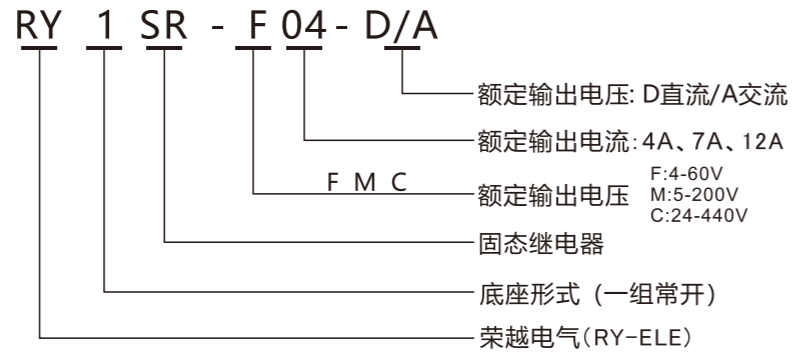 RY 1 SR - F 04 - D/A
额定输出电压: D直流/A交流
额定输出电流: 4A、7A、12A
F M C
额定输出电压
F:4-60V
M:5-200V
C:24-440V
固态继电器
底座形式 (一组常开)
荣越电气(RY-ELE)